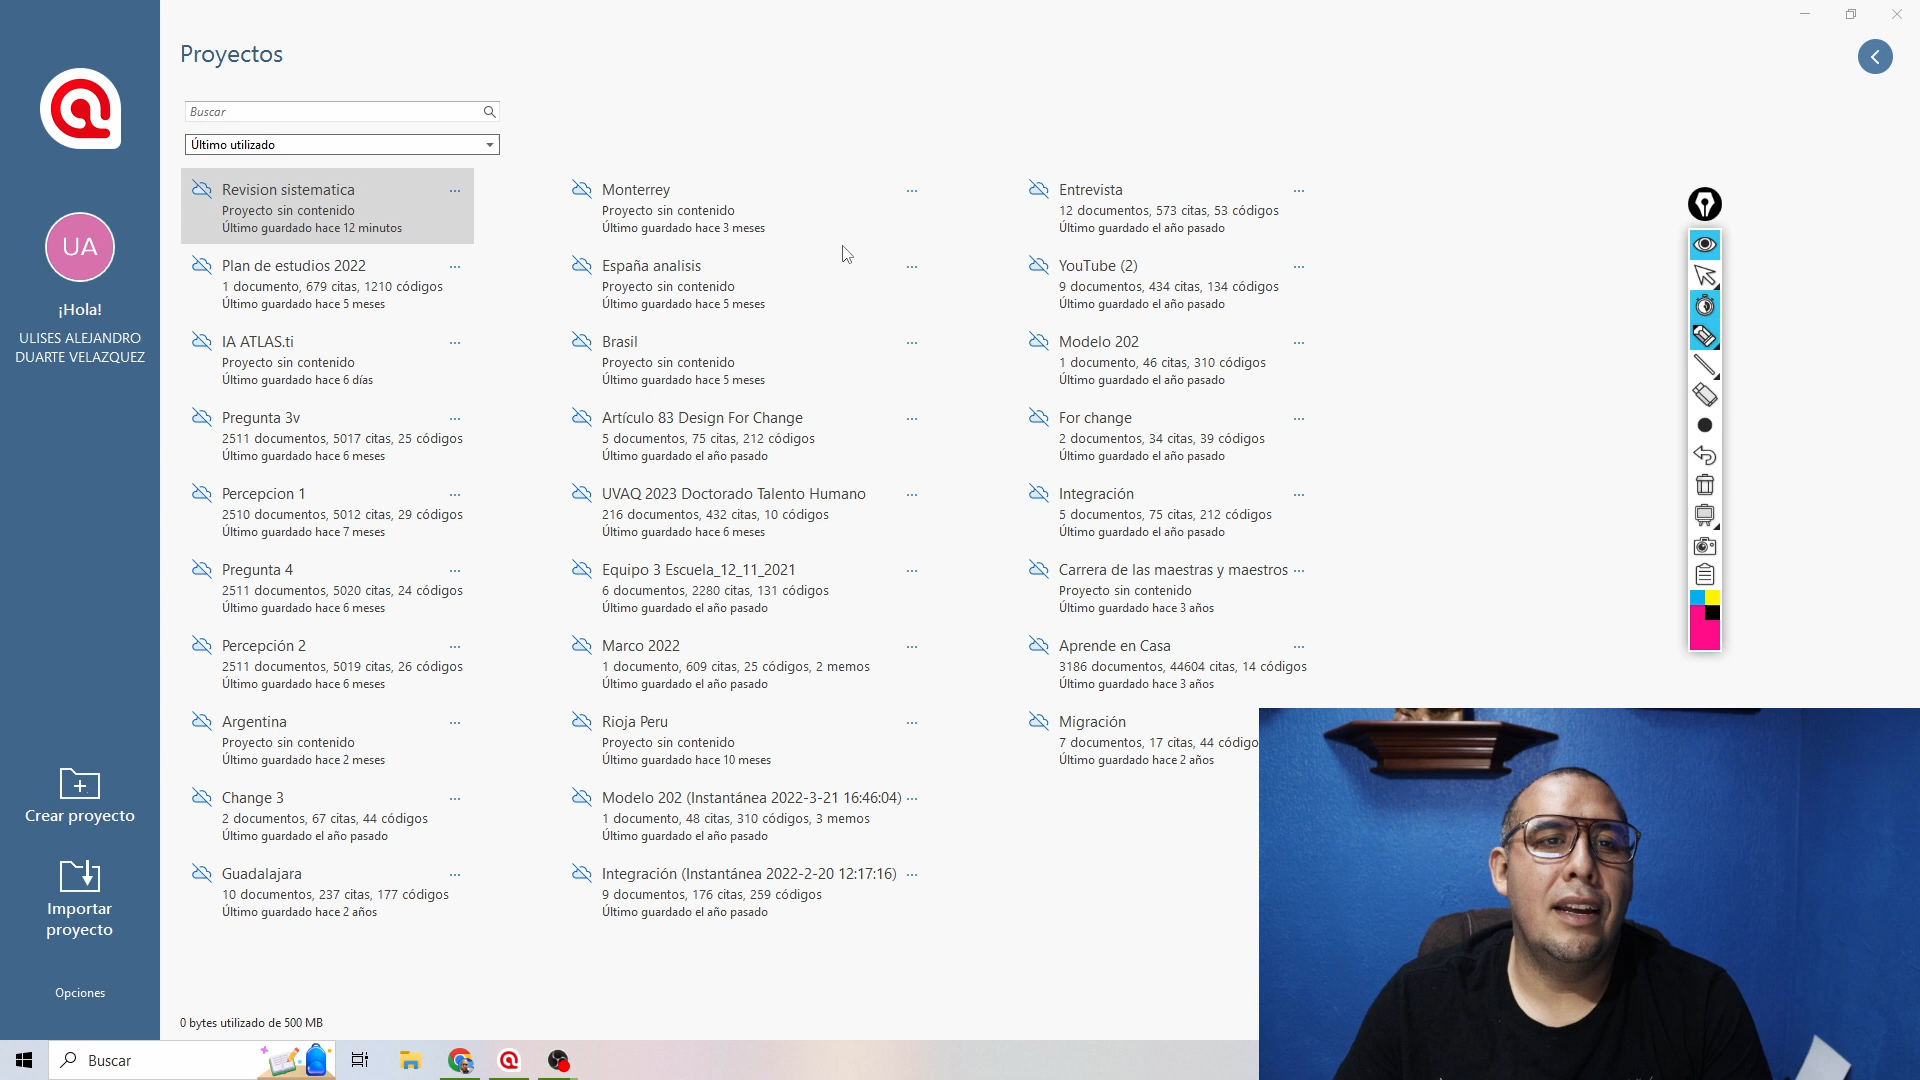 Proyectos
Buscar
Último utilizado
UA
¡Hola!
ULISES ALEJANDRO
DUARTE VELAZQUEZ
Crear proyecto
Importar
proyecto
Opciones
Revision sistematica
Proyecto sin contenido
Último guardado hace 12 minutos
Plan de estudios 2022
1 documento, 679 citas, 1210 códigos
Último guardado hace 5 meses
IA ATLAS.ti
Proyecto sin contenido
Último guardado hace 6 días
Pregunta 3v
2511 documentos, 5017 citas, 25 códigos
Último guardado hace 6 meses
Percepcion 1
2510 documentos, 5012 citas, 29 códigos
Último guardado hace 7 meses
Pregunta 4
2511 documentos, 5020 citas, 24 códigos
Último guardado hace 6 meses
Percepción 2
2511 documentos, 5019 citas, 26 códigos
Último guardado hace 6 meses
Argentina
Proyecto sin contenido
Último guardado hace 2 meses
Change 3
2 documentos, 67 citas, 44 códigos
Último guardado el año pasado
Guadalajara
10 documentos, 237 citas, 177 códigos
Último guardado hace 2 años
Monterrey
Proyecto sin contenido
Último guardado hace 3 meses
España analisis
Proyecto sin contenido
Último guardado hace 5 meses
Brasil
Proyecto sin contenido
Último guardado hace 5 meses
Artículo 83 Design For Change
5 documentos, 75 citas, 212 códigos
Último guardado el año pasado
UVAQ 2023 Doctorado Talento Humano
216 documentos, 432 citas, 10 códigos
Último guardado hace 6 meses
Equipo 3 Escuela_12_11_2021
6 documentos, 2280 citas, 131 códigos
Último guardado el año pasado
Marco 2022
1 documento, 609 citas, 25 códigos, 2 memos
Último guardado el año pasado
Rioja Peru
Proyecto sin contenido
Último guardado hace 10 meses
Modelo 202 (Instantánea 2022-3-21 16:46:04)
1 documento, 48 citas, 310 códigos, 3 memos
Último guardado el año pasado
Integración (Instantánea 2022-2-20 12:17:16)
9 documentos, 176 citas, 259 códigos
Último guardado el año pasado
Entrevista
12 documentos, 573 citas, 53 códigos
Último guardado el año pasado
YouTube (2)
9 documentos, 434 citas, 134 códigos
Último guardado el año pasado
Modelo 202
1 documento, 46 citas, 310 códigos
Último guardado el año pasado
For change
2 documentos, 34 citas, 39 códigos
Último guardado el año pasado
Integración
5 documentos, 75 citas, 212 códigos
Último guardado el año pasado
Carrera de las maestras y maestros
Proyecto sin contenido
Último guardado hace 3 años
Aprende en Casa
3186 documentos, 44604 citas, 14 códigos
Último guardado hace 3 años
Migración
7 documentos, 17 citas, 44 código
Último guardado hace 2 años
0 bytes utilizado de 500 MB
Buscar